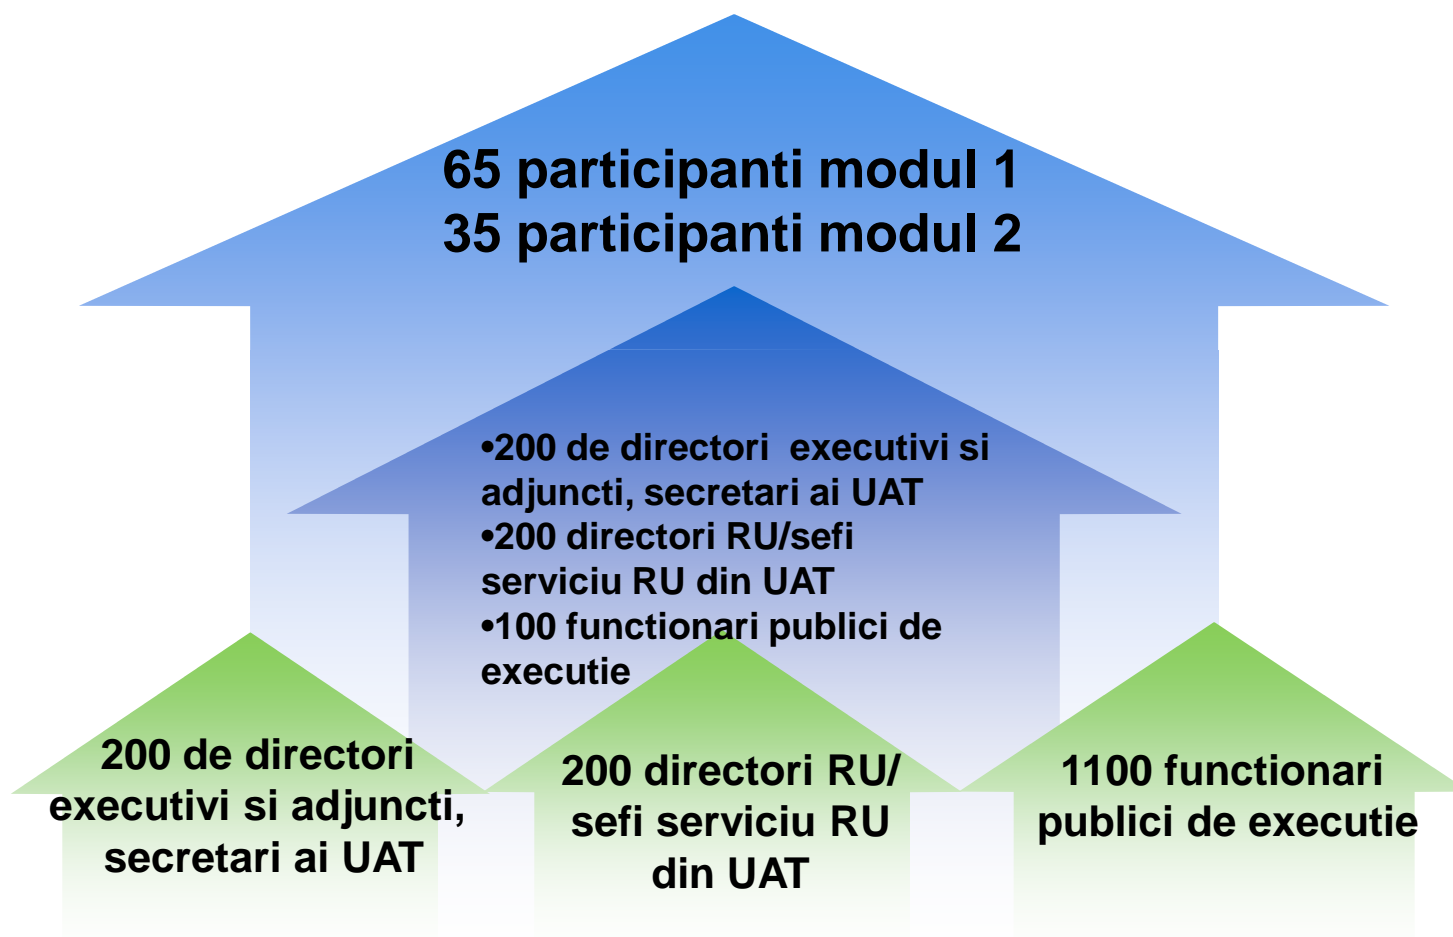 65 participanti modul 1
35 participanti modul 2
•200 de directori  executivi si
adjuncti, secretari ai UAT
•200 directori RU/sefi
serviciu RU din UAT
•100 functionari publici de
executie
200 de directori
executivi si adjuncti,
secretari ai UAT
200 directori RU/
sefi serviciu RU
din UAT
1100 functionari
publici de executie